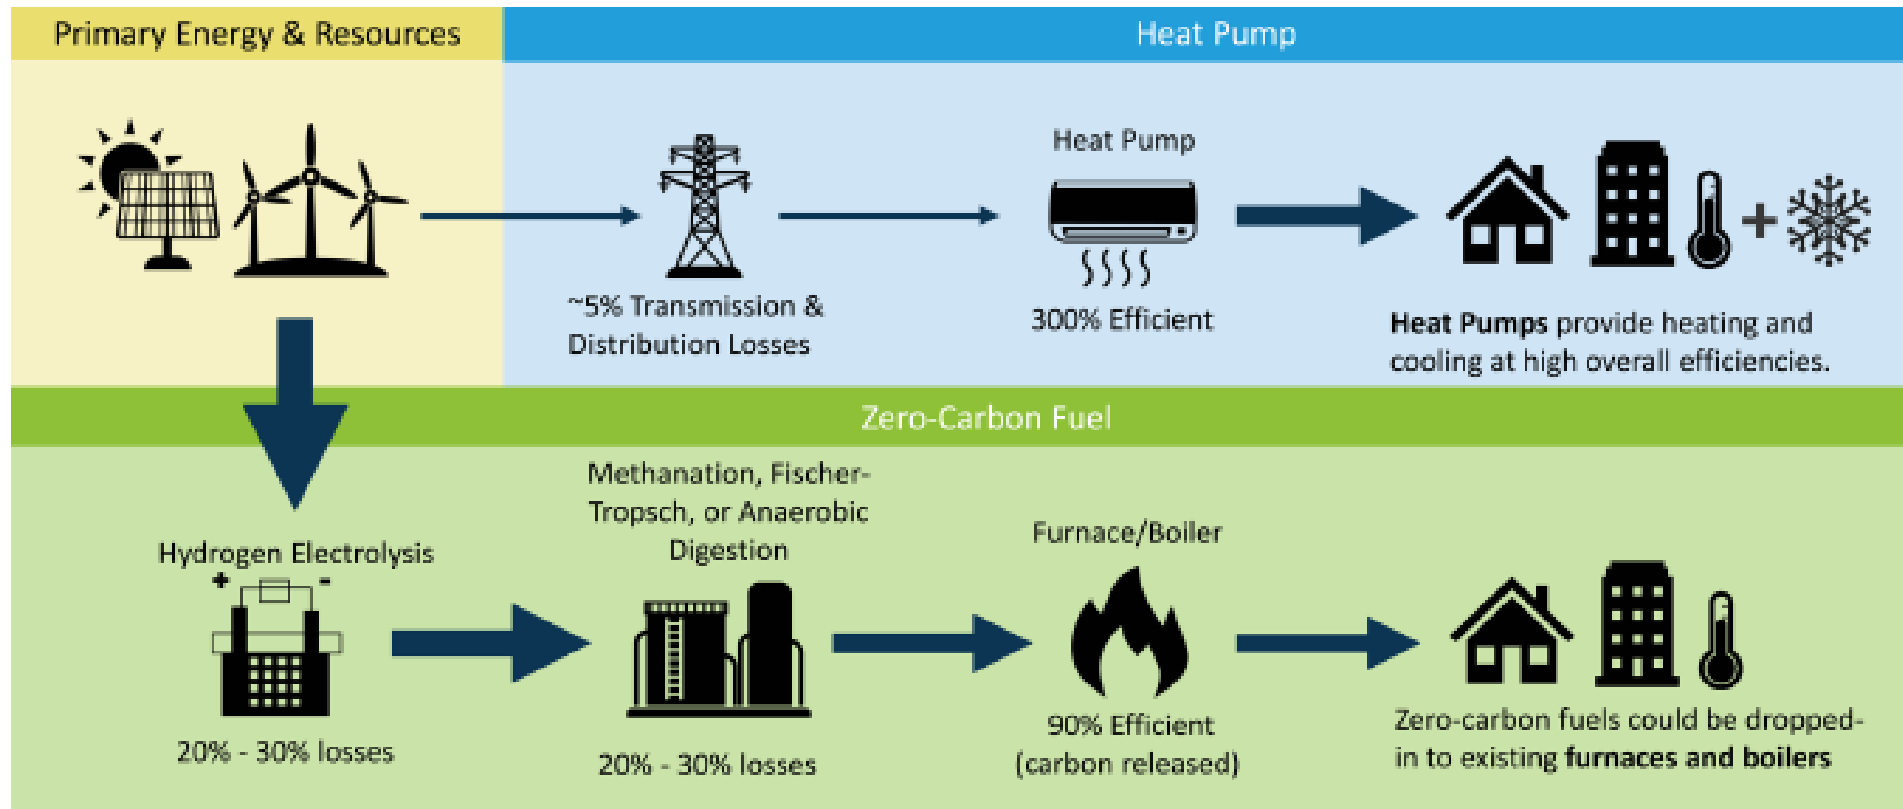 Primary Energy & Resources
Heat Pump
Heat Pump
~5% Transmission &
Distribution Losses
300% Efficient
Heat Pumps provide heating and
cooling at high overall efficiencies.
Zero-Carbon Fuel
Hydrogen Electrolysis
+ -
20% - 30% losses
Methanation, Fischer-
Tropsch, or Anaerobic
Digestion
20% - 30% losses
Furnace/Boiler
90% Efficient
(carbon released)
Zero-carbon fuels could be dropped-
in to existing furnaces and boilers